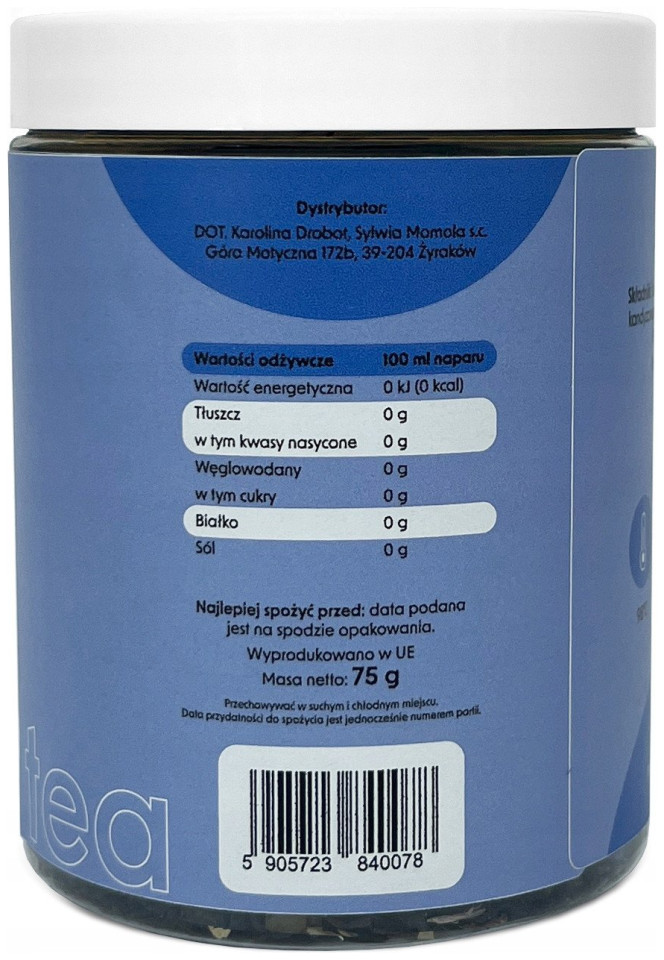 Dystrybutor:
DOT. Karolina Drobot, Sylwia Momola s.c.
Góra Motyczna 172b, 39-204 Żyraków
Wartości odżywcze 100 ml naparu
Wartość energetyczna 0 kJ (0 kcal)
Tłuszcz 0 g
w tym kwasy nasycone 0 g
Węglowodany 0 g
w tym cukry 0 g
Białko 0 g
Sól 0 g
Najlepiej spożyć przed: data podana
jest na spodzie opakowania.
Wyprodukowano w UE
Masa netto: 75 g
Przechowywać w suchym i chłodnym miejscu.
Data przydatności do spożycia jest jednocześnie numerem partii.
tea
5 905723 840078